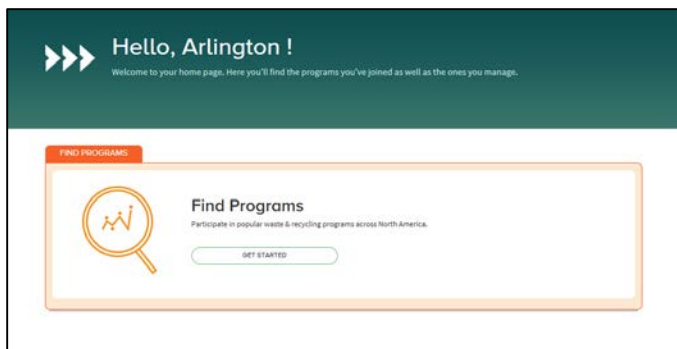 Hello, Arlington !
Welcome to your home page. Here you'll find the programs you've joined as well as the ones you manage.
FIND PROGRAMS
Find Programs
Participate in popular waste & recycling programs across North America.
GET STARTED